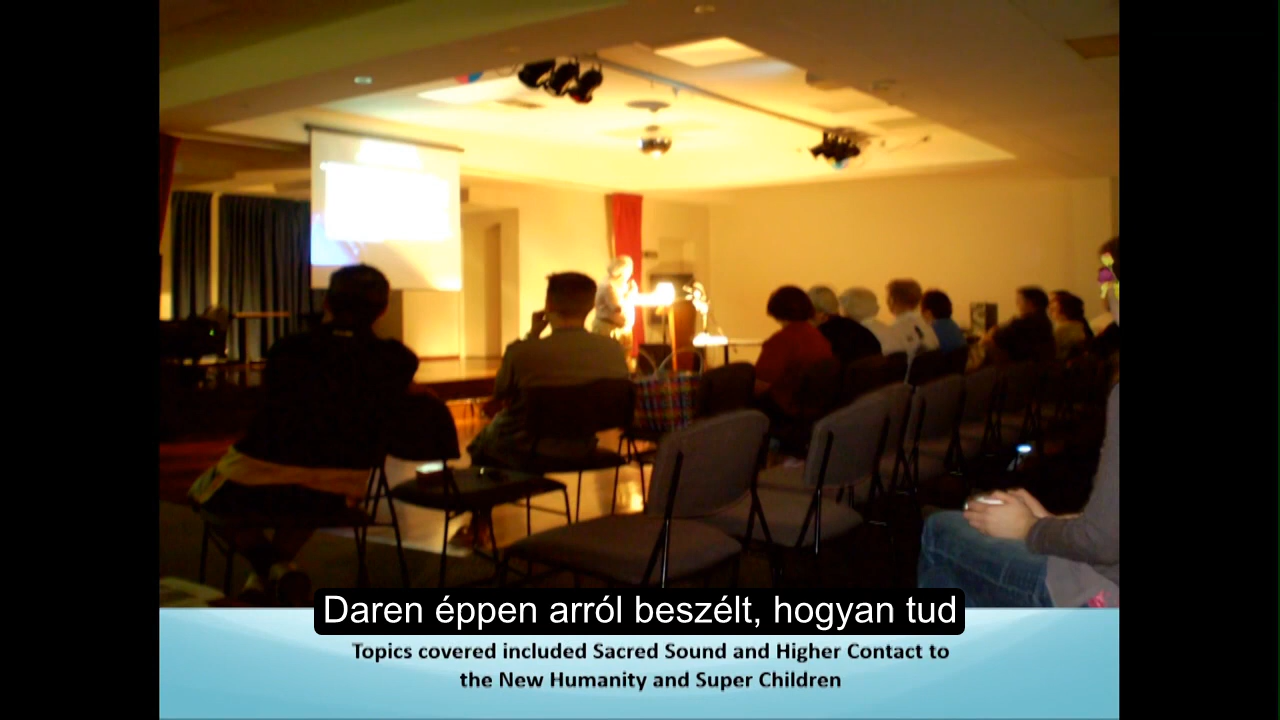 Daren éppen arról beszélt, hogyan tud
Topics covered included Sacred Sound and Higher Contact to
the New Humanity and Super Children